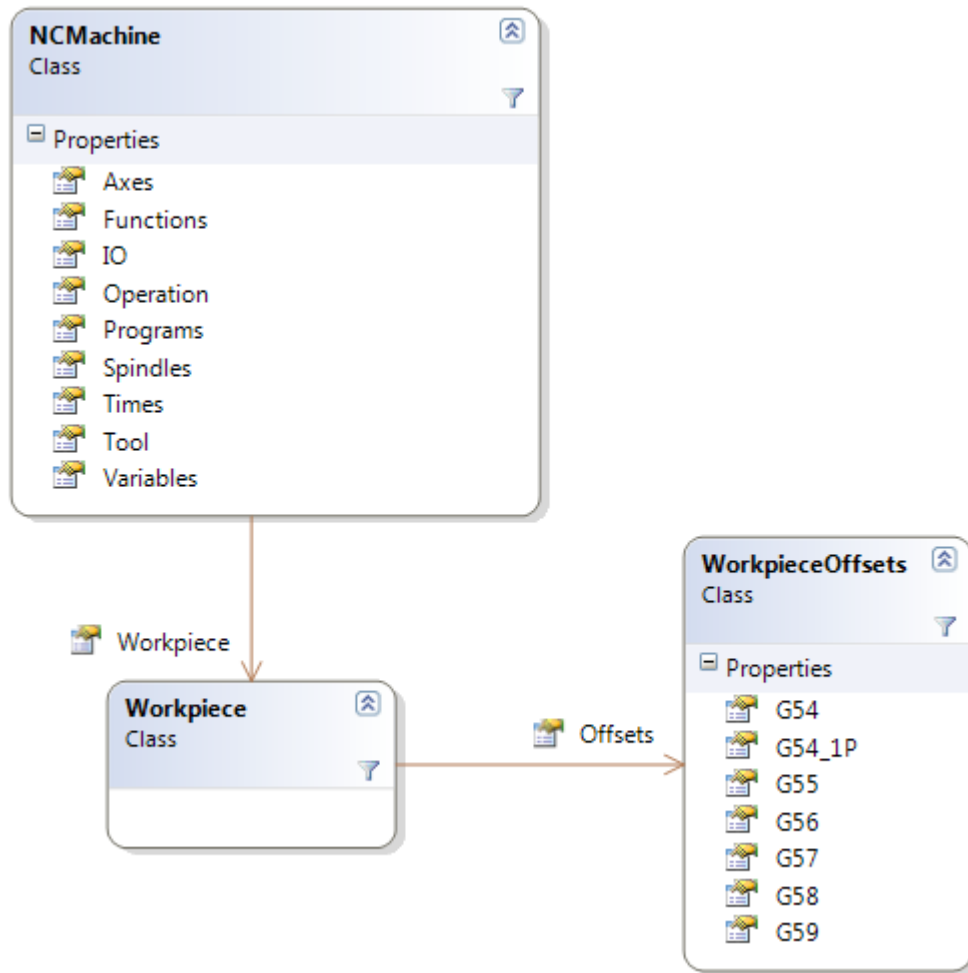 NCMachine
Class
Properties
Axes
Functions
IO
Operation
Programs
Spindles
Times
Tool
Variables
Workpiece
Workpiece
Class
Offsets
WorkpieceOffsets
Class
Properties
G54
G54_1P
G55
G56
G57
G58
G59